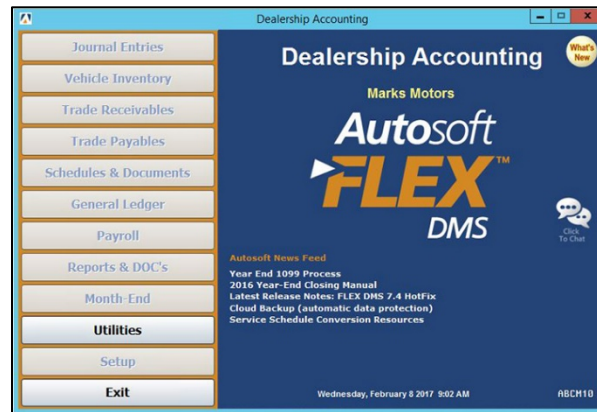 Dealership Accounting
Journal Entries
Vehicle Inventory
Trade Receivables
Trade Payables
Schedules & Documents
General Ledger
Payroll
Reports & DOC's
Month-End
Utilities
Setup
Exit
Dealership Accounting
What's
New
Marks Motors
Autosoft
FLEX™
DMS
Click
To Chat
Autosoft News Feed
Year End 1099 Process
2016 Year-End Closing Manual
Latest Release Notes: FLEX DMS 7.4 HotFix
Cloud Backup (automatic data protection)
Service Schedule Conversion Resources
Wednesday, February 8 2017 9:02 AM
ABCM10